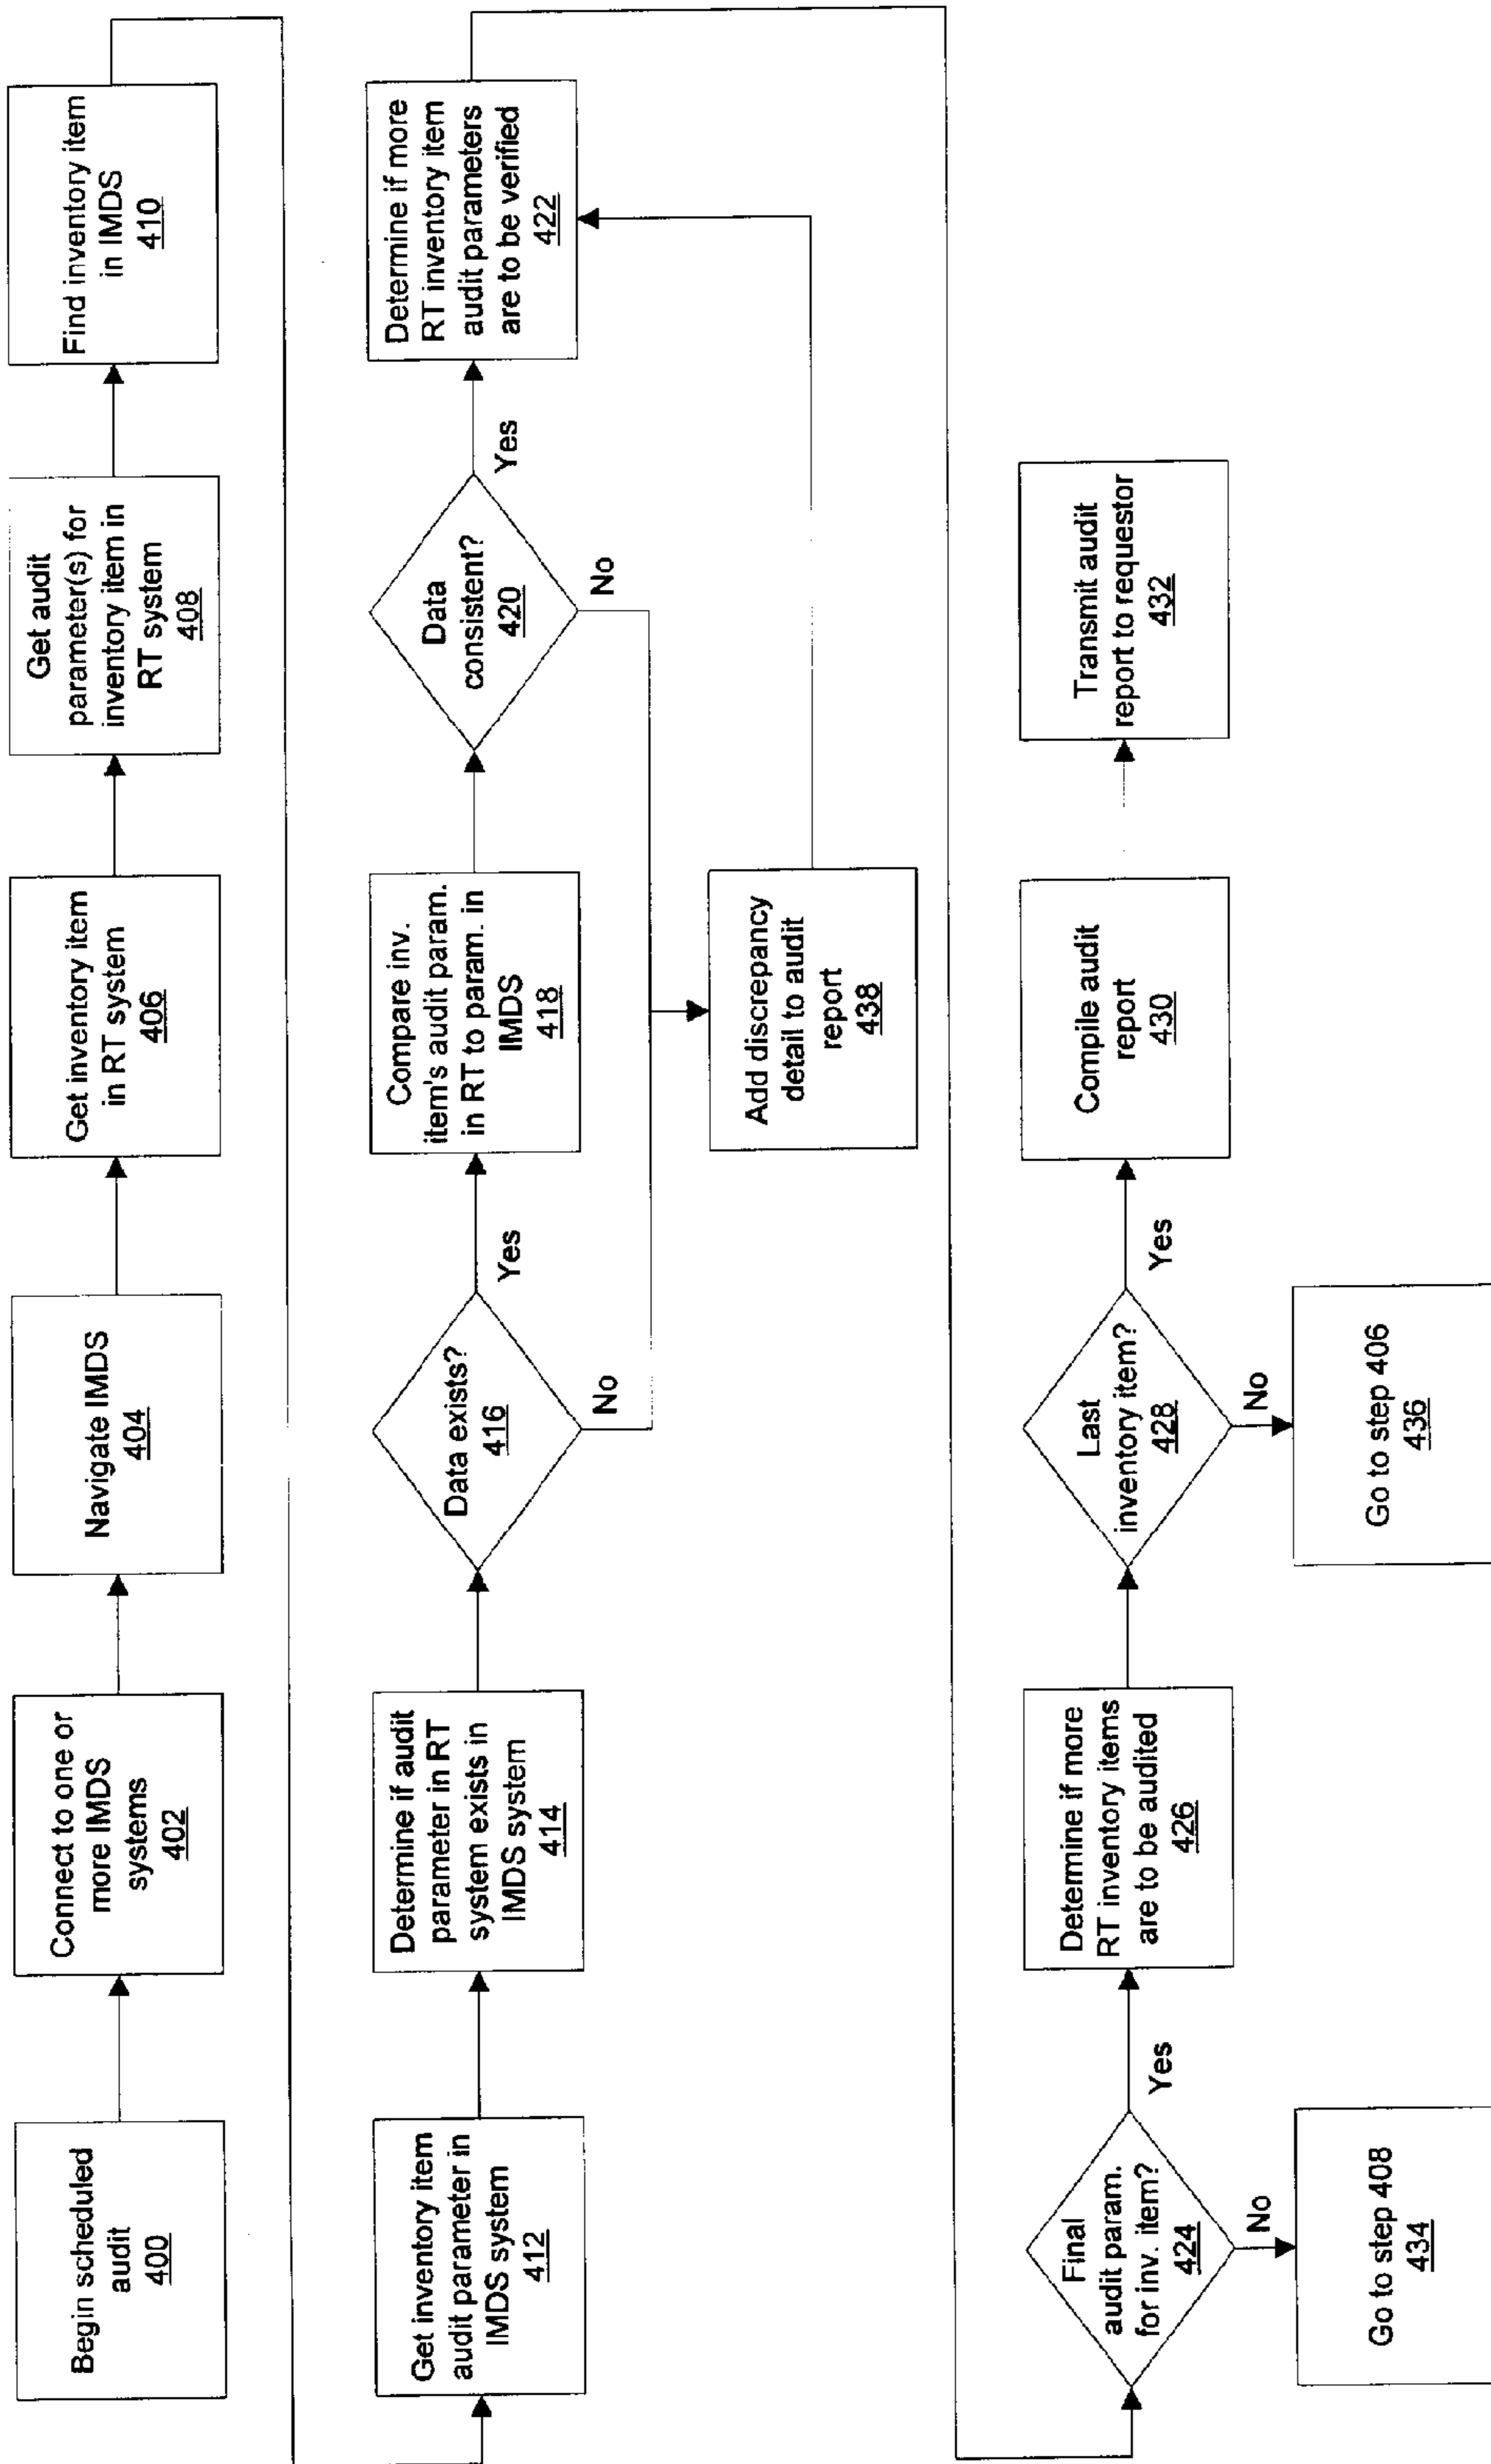 Begin scheduled
audit
400
Connect to one or
more IMDS
systems
402
Navigate IMDS
404
Get inventory item
in RT system
406
Get audit
parameter(s) for
inventory item in
RT system
408
Find inventory item
in IMDS
410
Get inventory item
audit parameter in
IMDS system
412
Determine if audit
parameter in RT
system exists in
IMDS system
414
Data exists?
416
Yes
No
Compare inv.
item's audit param.
in RT to param. in
IMDS
418
Data
consistent?
420
Yes
No
Determine if more
RT inventory item
audit parameters
are to be verified
422
Add discrepancy
detail to audit
report
438
Final
audit param.
for inv. item?
424
Yes
No
Go to step 408
434
Determine if more
RT inventory items
are to be audited
426
Last
inventory item?
428
Yes
No
Go to step 406
436
Compile audit
report
430
Transmit audit
report to requestor
432